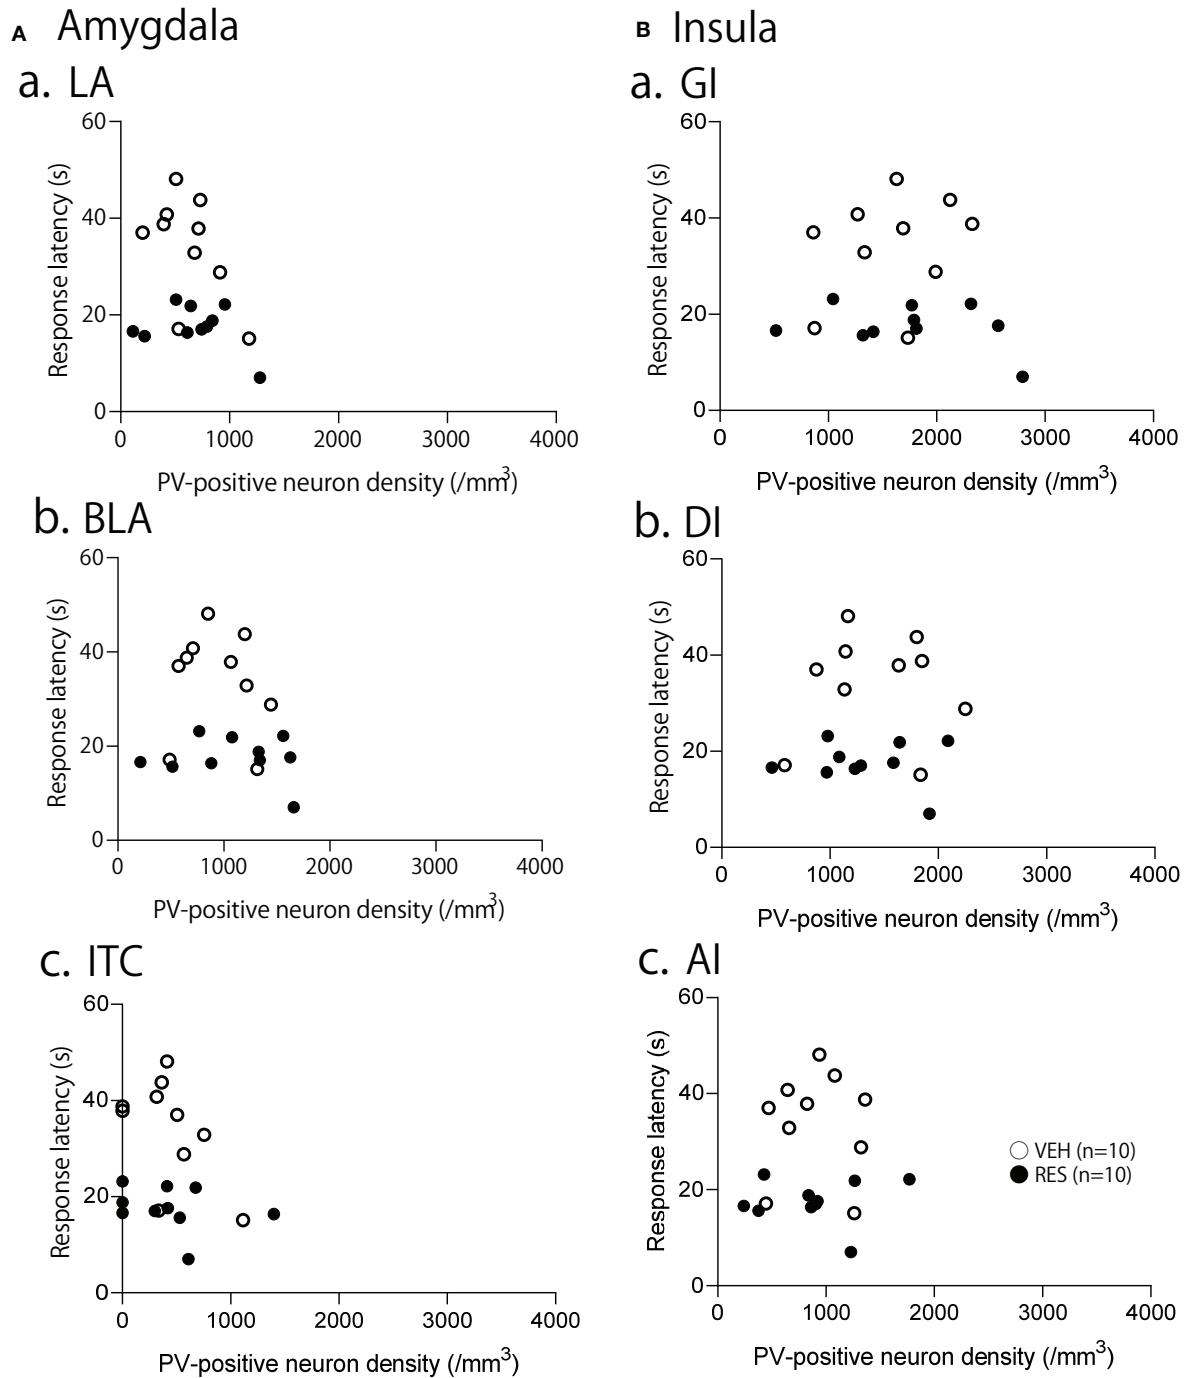 A Amygdala
a. LA
60
40
20
0
0 1000 2000 3000 4000
Response latency (s)
PV-positive neuron density (/mm³)
b. BLA
60
40
20
0
0 1000 2000 3000 4000
Response latency (s)
PV-positive neuron density (/mm³)
c. ITC
60
40
20
0
0 1000 2000 3000 4000
Response latency (s)
PV-positive neuron density (/mm³)
B Insula
a. GI
60
40
20
0
0 1000 2000 3000 4000
Response latency (s)
PV-positive neuron density (/mm³)
b. DI
60
40
20
0
0 1000 2000 3000 4000
Response latency (s)
PV-positive neuron density (/mm³)
c. AI
60
40
20
0
0 1000 2000 3000 4000
Response latency (s)
PV-positive neuron density (/mm³)
VEH (n=10)
RES (n=10)